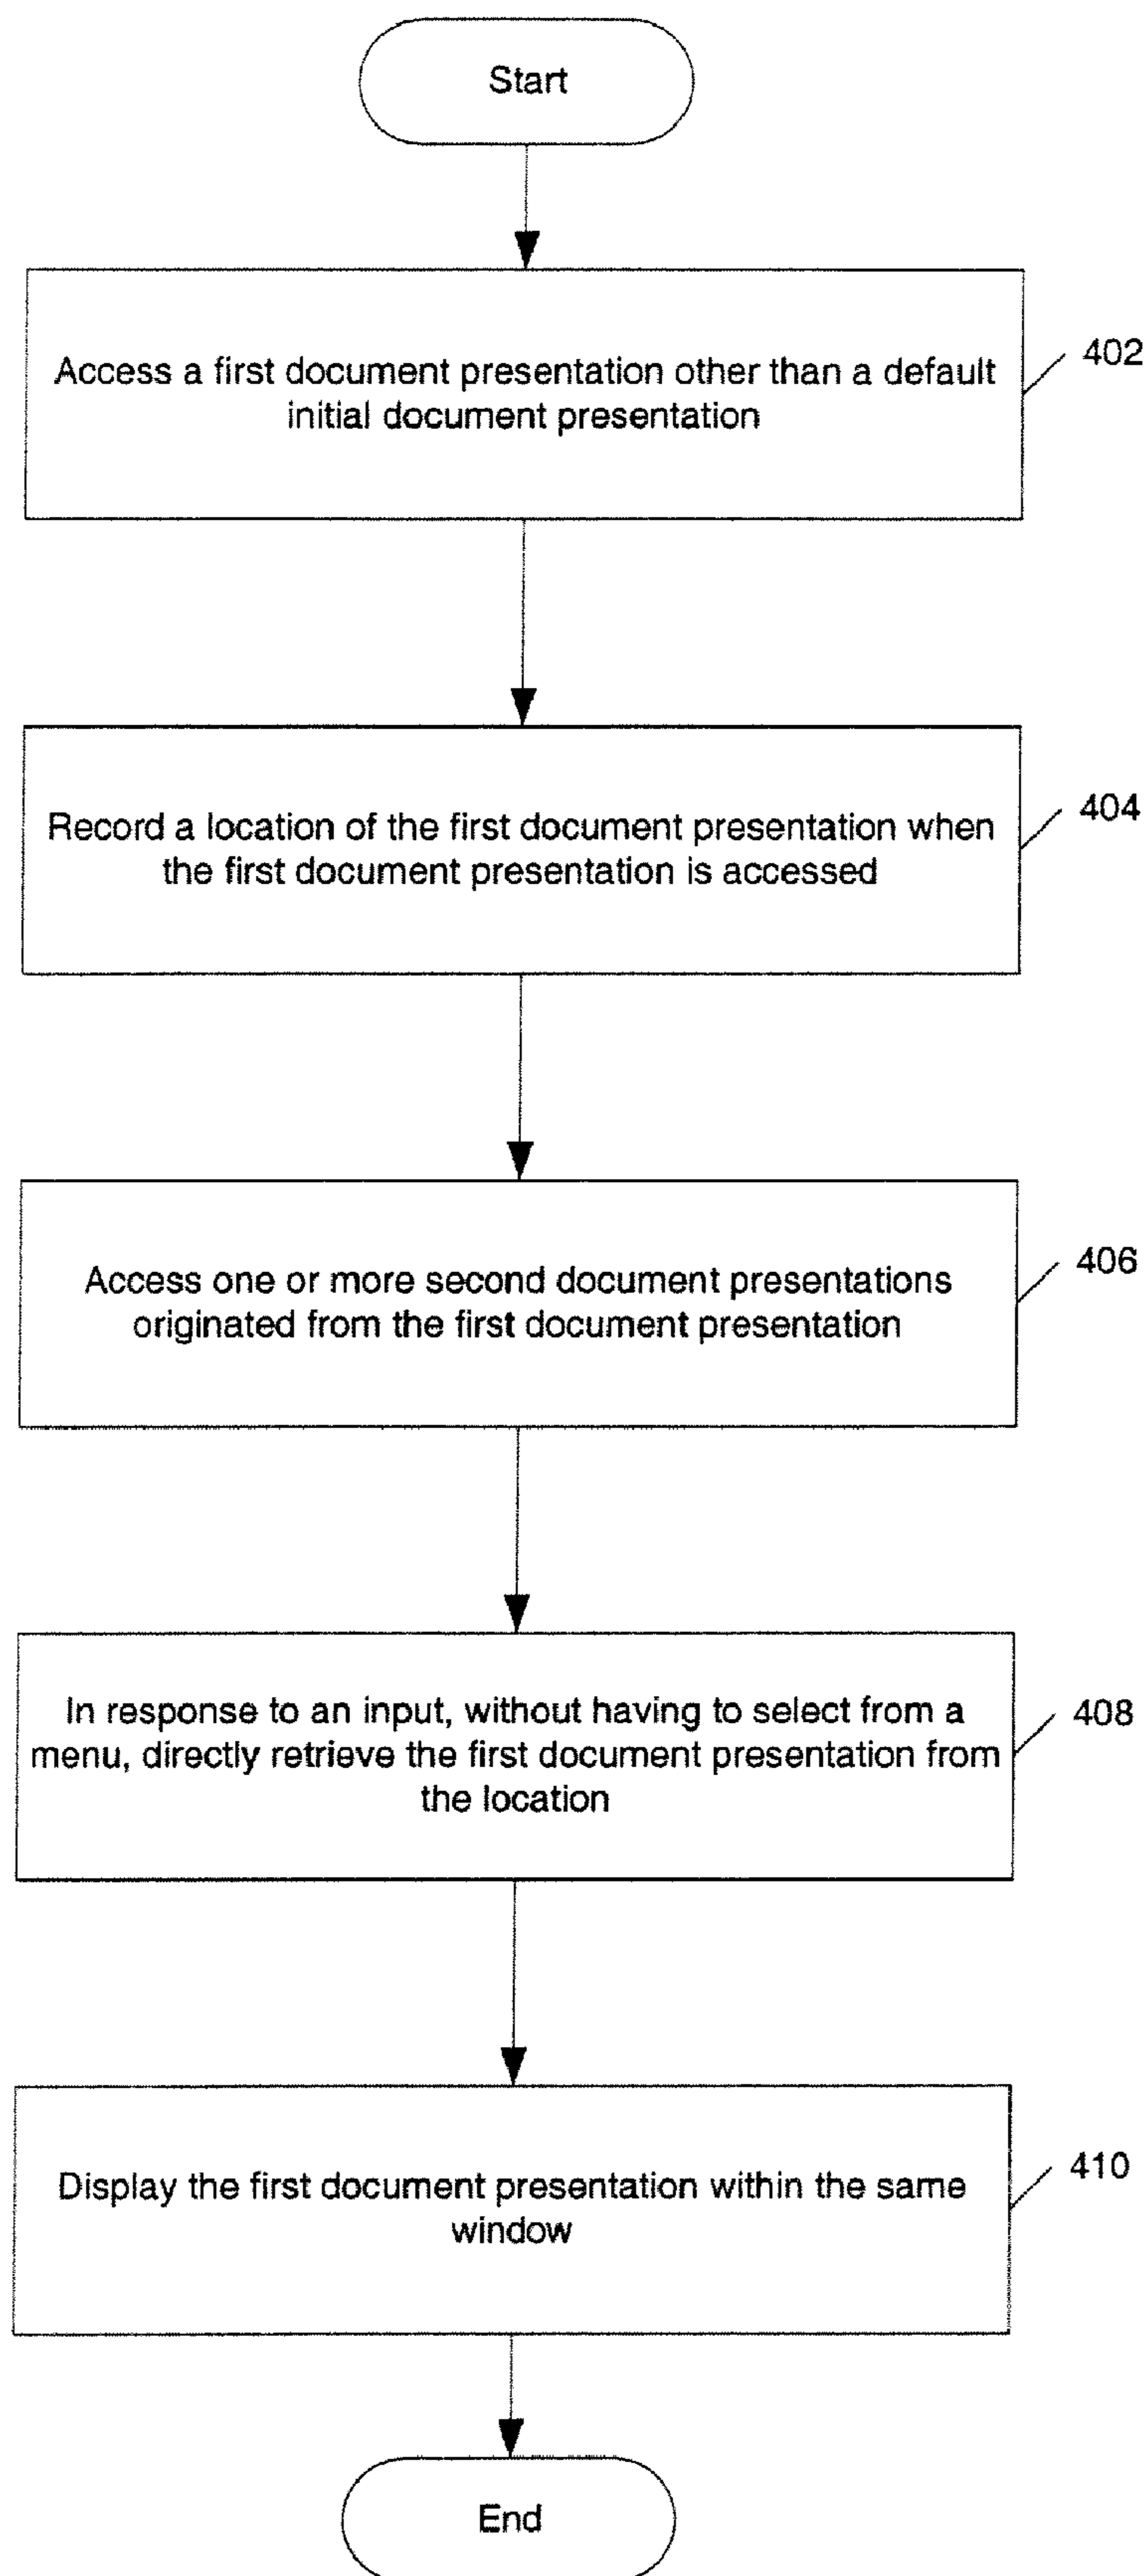 Start
Access a first document presentation other than a default
initial document presentation
402
Record a location of the first document presentation when
the first document presentation is accessed
404
Access one or more second document presentations
originated from the first document presentation
406
In response to an input, without having to select from a
menu, directly retrieve the first document presentation from
the location
408
Display the first document presentation within the same
window
410
End